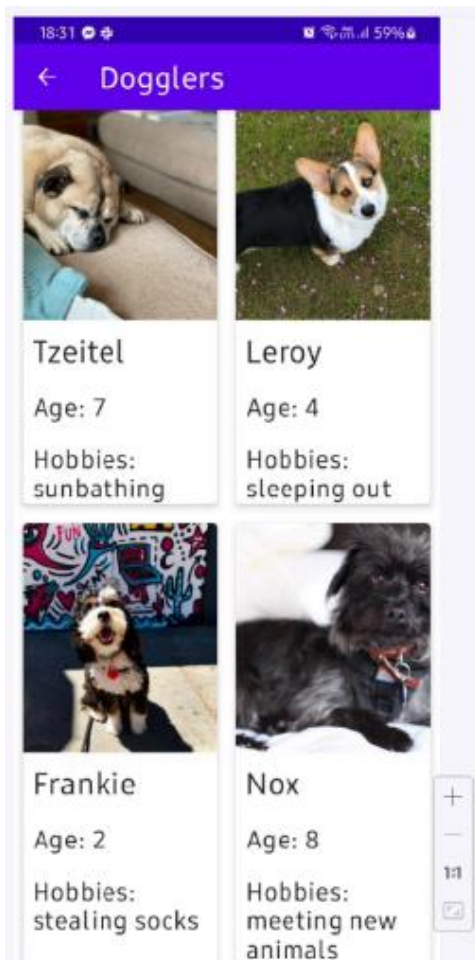 18:31 59%
Dogglers
Tzeitel
Age: 7
Hobbies:
sunbathing
Leroy
Age: 4
Hobbies:
sleeping out
FUN
Frankie
Age: 2
Hobbies:
stealing socks
Nox
Age: 8
Hobbies:
meeting new
animals
1:1